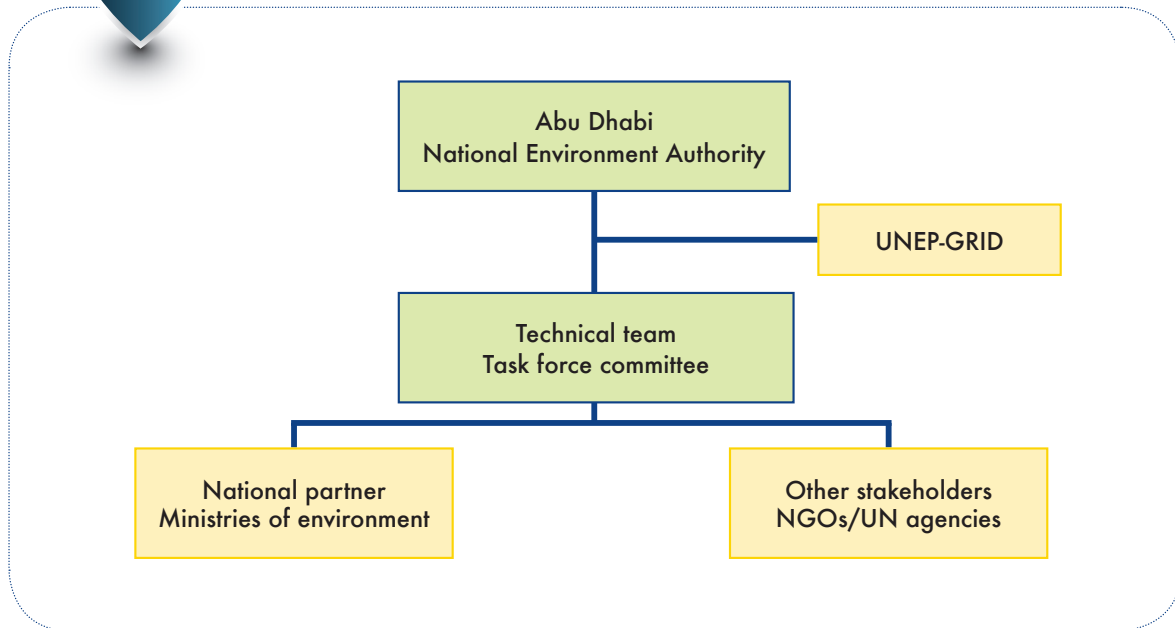 Abu Dhabi
National Environment Authority
UNEP-GRID
Technical team
Task force committee
National partner
Ministries of environment
Other stakeholders
NGOs/UN agencies